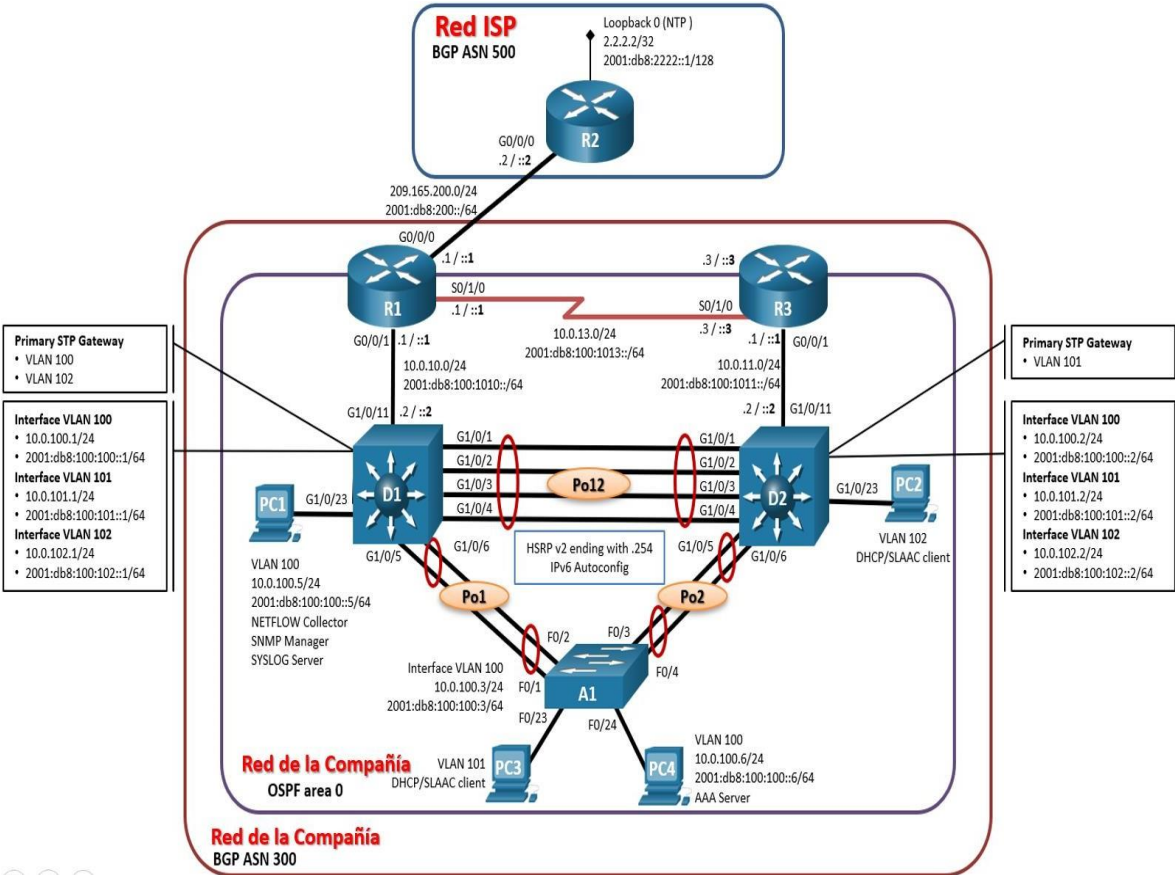 Red ISP
BGP ASN 500
Loopback 0 (NTP )
2.2.2.2/32
2001:db8:2222::1/128
R2
G0/0/0
.2 / ::2
209.165.200.0/24
2001:db8:200::/64
G0/0/0
.1 / ::1
R1
S0/1/0
.1 / ::1
G0/0/1
.1 / ::1
10.0.10.0/24
2001:db8:100:1010::/64
G1/0/11
.2 / ::2
10.0.13.0/24
2001:db8:100:1013::/64
.3 / ::3
R3
S0/1/0
.3 / ::3
G0/0/1
.1 / ::1
10.0.11.0/24
2001:db8:100:1011::/64
.2 / ::2
G1/0/11
Primary STP Gateway
• VLAN 100
• VLAN 102
Interface VLAN 100
• 10.0.100.1/24
• 2001:db8:100:100::1/64
Interface VLAN 101
• 10.0.101.1/24
• 2001:db8:100:101::1/64
Interface VLAN 102
• 10.0.102.1/24
• 2001:db8:100:102::1/64
Primary STP Gateway
• VLAN 101
Interface VLAN 100
• 10.0.100.2/24
• 2001:db8:100:100::2/64
Interface VLAN 101
• 10.0.101.2/24
• 2001:db8:100:101::2/64
Interface VLAN 102
• 10.0.102.2/24
• 2001:db8:100:102::2/64
G1/0/1
G1/0/2
G1/0/3
G1/0/4
Po12
G1/0/1
G1/0/2
G1/0/3
G1/0/4
D1
D2
PC1
G1/0/23
VLAN 100
10.0.100.5/24
2001:db8:100:100::5/64
NETFLOW Collector
SNMP Manager
SYSLOG Server
G1/0/23
PC2
VLAN 102
DHCP/SLAAC client
G1/0/5
G1/0/6
HSRP v2 ending with .254
IPv6 Autoconfig
G1/0/5
G1/0/6
Po1
Po2
F0/2
F0/3
F0/1
F0/4
Interface VLAN 100
10.0.100.3/24
2001:db8:100:100:3/64
A1
F0/23
F0/24
VLAN 101
DHCP/SLAAC client
PC3
PC4
VLAN 100
10.0.100.6/24
2001:db8:100:100::6/64
AAA Server
Red de la Compañía
OSPF area 0
Red de la Compañía
BGP ASN 300